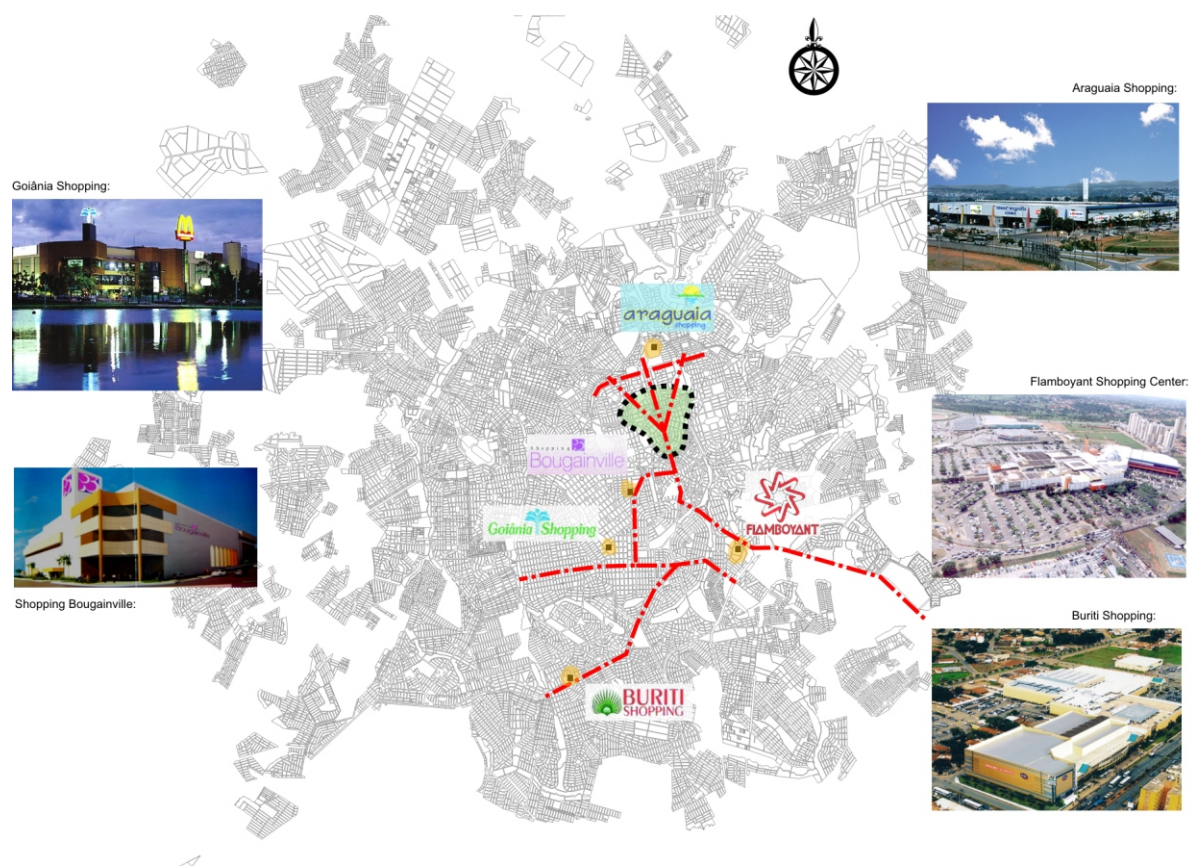 Araguaia Shopping:
Goiânia Shopping:
araguaia
shopping
Flamboyant Shopping Center:
Shopping
Bougainville
Goiânia Shopping
FLAMBOYANT
Shopping Bougainville:
Buriti Shopping:
BURITI
SHOPPING